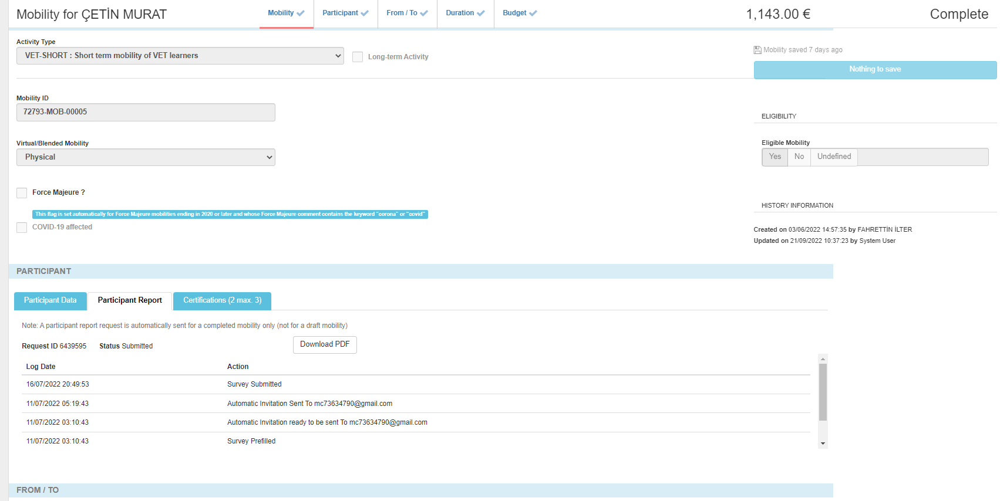 Mobility for ÇETİN MURAT
Mobility
Participant
From / To
Duration
Budget
1,143.00 €
Complete
Activity Type
VET-SHORT : Short term mobility of VET learners
Long-term Activity
Mobility saved 7 days ago
Nothing to save
Mobility ID
72793-MOB-00005
ELIGIBILITY
Virtual/Blended Mobility
Physical
Eligible Mobility
Yes
No
Undefined
Force Majeure ?
This flag is set automatically for Force Majeure mobilities ending in 2020 or later and whose Force Majeure comment contains the keyword "corona" or "covid"
COVID-19 affected
HISTORY INFORMATION
Created on 03/06/2022 14:57:35 by FAHRETTİN İLTER
Updated on 21/09/2022 10:37:23 by System User
PARTICIPANT
Participant Data
Participant Report
Certifications (2 max. 3)
Note: A participant report request is automatically sent for a completed mobility only (not for a draft mobility)
Request ID 6439595
Status Submitted
Download PDF
Log Date
Action
16/07/2022 20:49:53
Survey Submitted
11/07/2022 05:19:43
Automatic Invitation Sent To mc73634790@gmail.com
11/07/2022 03:10:43
Automatic Invitation ready to be sent To mc73634790@gmail.com
11/07/2022 03:10:43
Survey Prefilled
FROM / TO